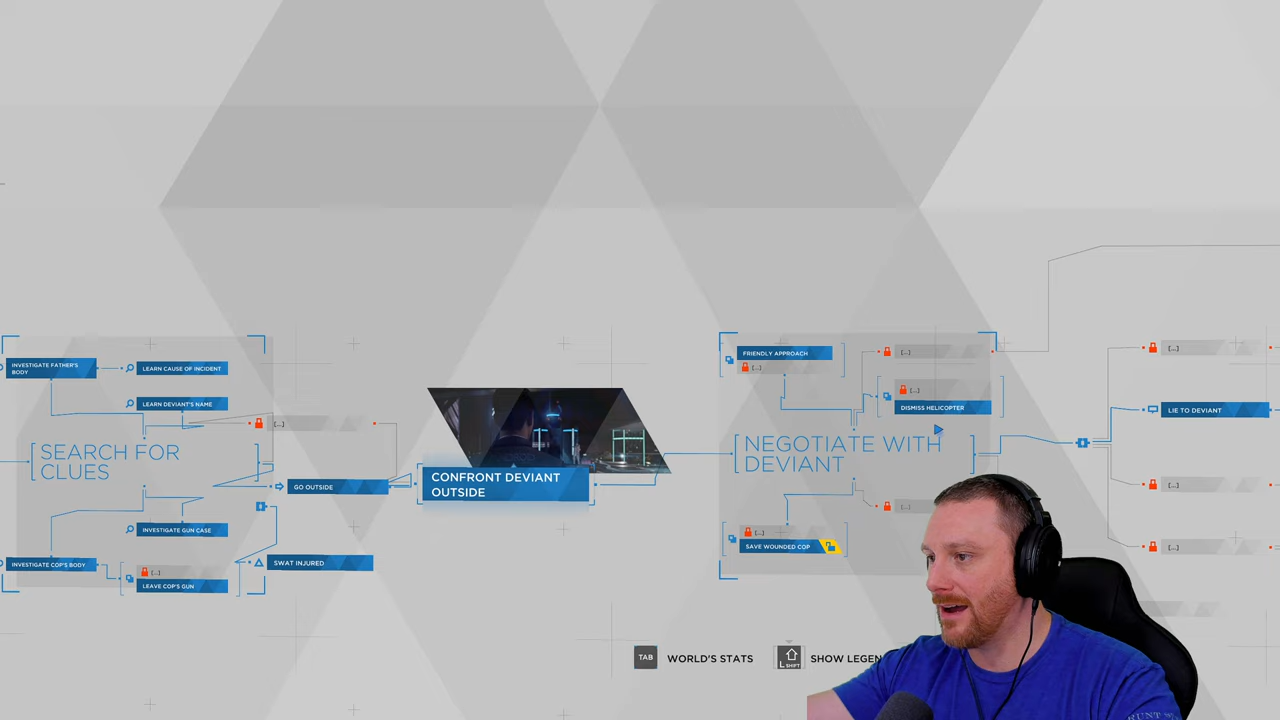 INVESTIGATE FATHER'S
BODY
LEARN CAUSE OF INCIDENT
LEARN DEVIANT'S NAME
[...]
SEARCH FOR
CLUES
GO OUTSIDE
INVESTIGATE GUN CASE
INVESTIGATE COP'S BODY
[...]
LEAVE COP'S GUN
SWAT INJURED
CONFRONT DEVIANT
OUTSIDE
FRIENDLY APPROACH
[...]
[...]
[...]
DISMISS HELICOPTER
NEGOTIATE WITH
DEVIANT
[...]
[...]
SAVE WOUNDED COP
[...]
LIE TO DEVIANT
[...]
[...]
TAB
WORLD'S STATS
L SHIFT
SHOW LEGEN